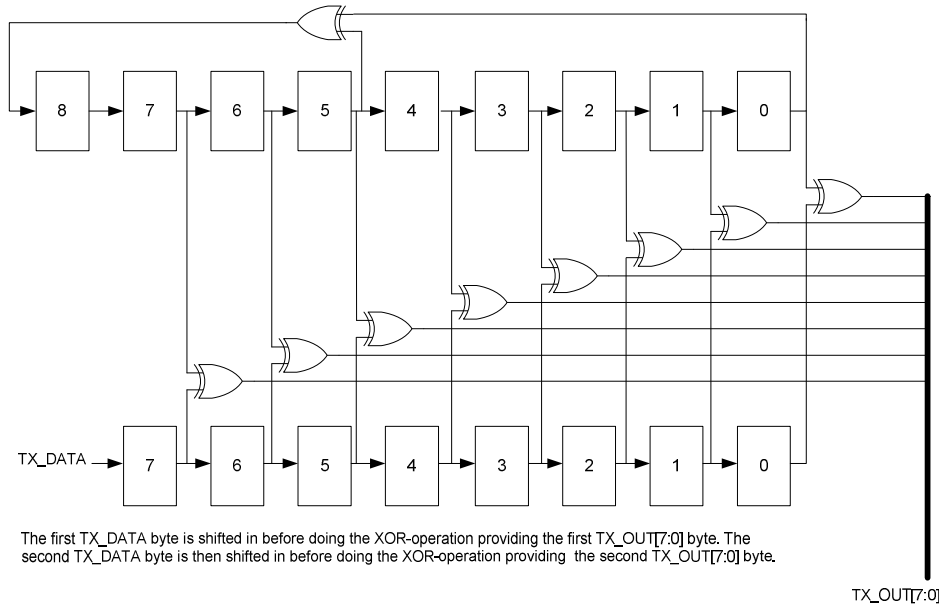 8 7 6 5 4 3 2 1 0
TX_DATA 7 6 5 4 3 2 1 0
The first TX_DATA byte is shifted in before doing the XOR-operation providing the first TX_OUT[7:0] byte. The
second TX_DATA byte is then shifted in before doing the XOR-operation providing the second TX_OUT[7:0] byte.
TX_OUT[7:0]